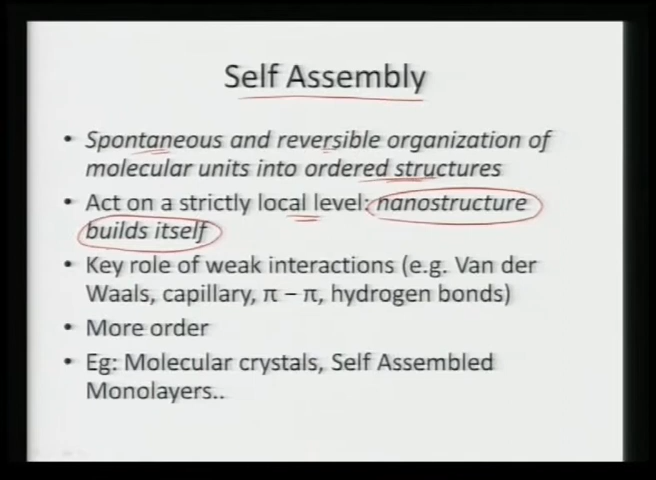 Self Assembly
• Spontaneous and reversible organization of
molecular units into ordered structures
• Act on a strictly local level: nanostructure
builds itself
• Key role of weak interactions (e.g. Van der
Waals, capillary, π – π, hydrogen bonds)
• More order
• Eg: Molecular crystals, Self Assembled
Monolayers..